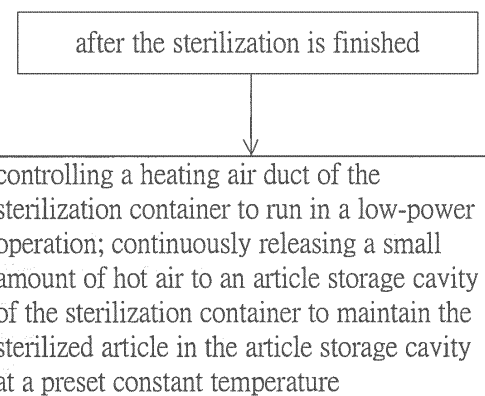 after the sterilization is finished
controlling a heating air duct of the
sterilization container to run in a low-power
operation; continuously releasing a small
amount of hot air to an article storage cavity
of the sterilization container to maintain the
sterilized article in the article storage cavity
at a preset constant temperature